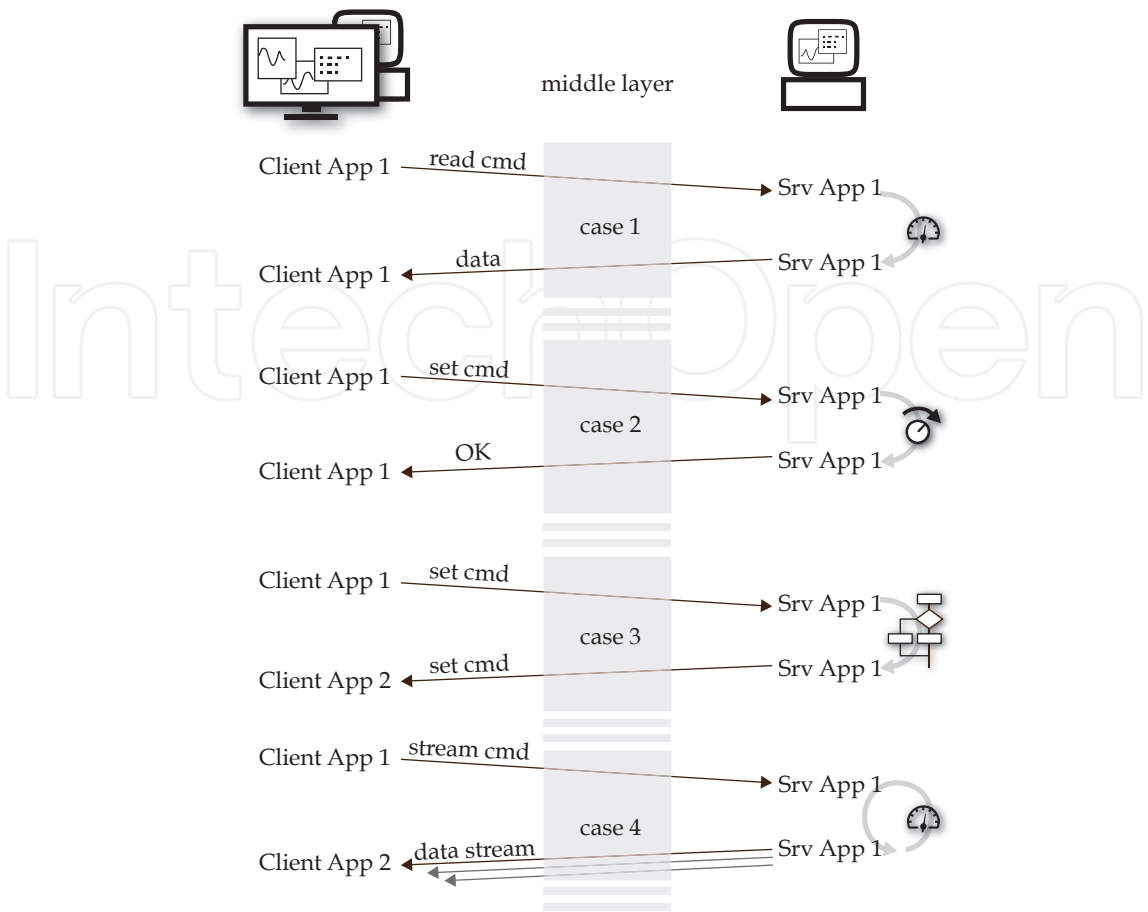 middle layer
Client App 1
read cmd
Srv App 1
case 1
Client App 1
data
Srv App 1
IntechOpen
Client App 1
set cmd
Srv App 1
case 2
Client App 1
OK
Srv App 1
Client App 1
set cmd
Srv App 1
case 3
Client App 2
set cmd
Srv App 1
Client App 1
stream cmd
Srv App 1
case 4
Client App 2
data stream
Srv App 1